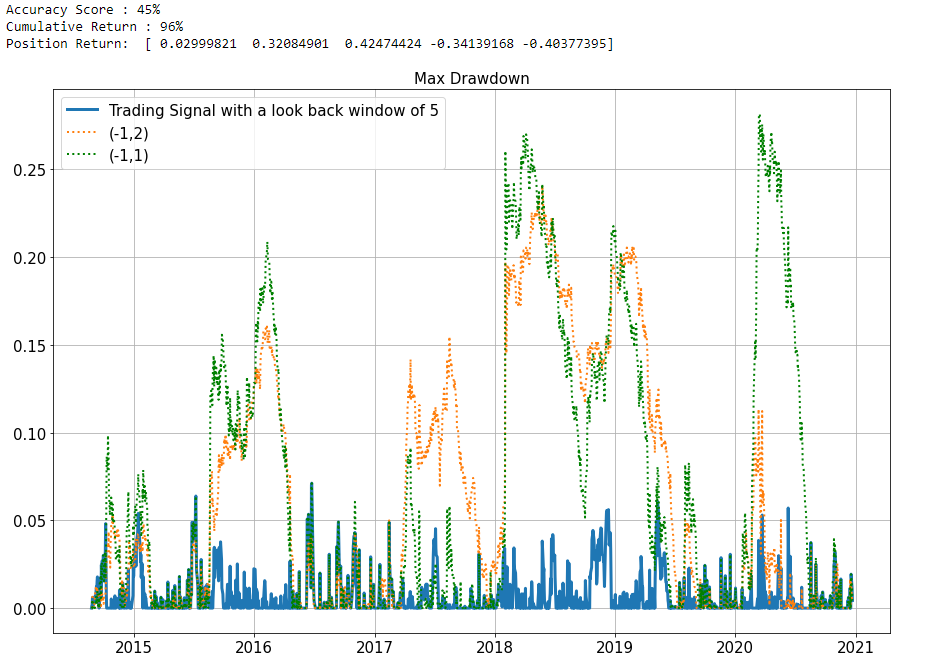 Accuracy Score : 45%
Cumulative Return : 96%
Position Return:  [ 0.02999821  0.32084901  0.42474424 -0.34139168 -0.40377395]
Max Drawdown
Trading Signal with a look back window of 5
(-1,2)
(-1,1)
0.25
0.20
0.15
0.10
0.05
0.00
2015 2016 2017 2018 2019 2020 2021